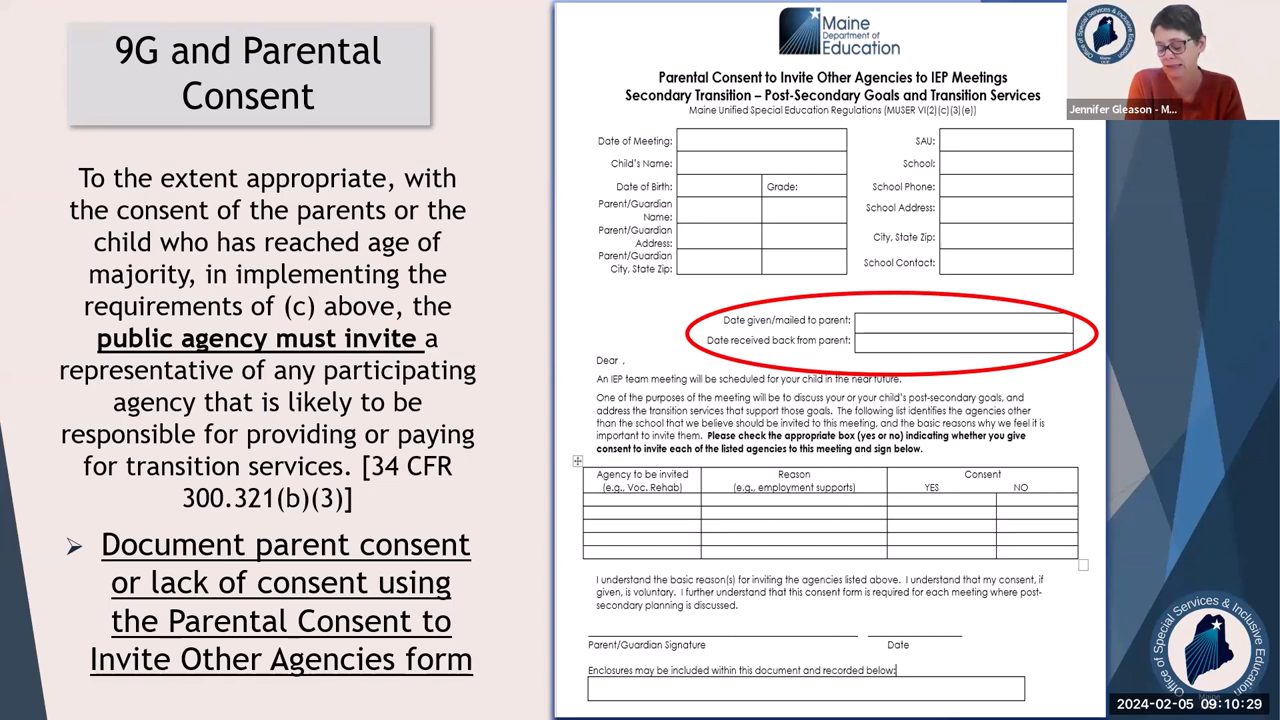 9G and Parental
Consent
To the extent appropriate, with
the consent of the parents or the
child who has reached age of
majority, in implementing the
requirements of (c) above, the
public agency must invite a
representative of any participating
agency that is likely to be
responsible for providing or paying
for transition services. [34 CFR
300.321(b)(3)]
➢ Document parent consent
or lack of consent using
the Parental Consent to
Invite Other Agencies form
Maine
Department of
Education
Parental Consent to Invite Other Agencies to IEP Meetings
Secondary Transition – Post-Secondary Goals and Transition Services
Maine Unified Special Education Regulations (MUSER VI(2)(c)(3)(e))
Date of Meeting: SAU:
Child's Name: School:
Date of Birth: Grade: School Phone:
Parent/Guardian Name: School Address:
Parent/Guardian Address: City, State Zip:
Parent/Guardian City, State Zip: School Contact:
Date given/mailed to parent:
Date received back from parent:
Dear ,
An IEP team meeting will be scheduled for your child in the near future.
One of the purposes of the meeting will be to discuss your or your child's post-secondary goals, and
address the transition services that support those goals. The following list identifies the agencies other
than the school that we believe should be invited to this meeting, and the basic reasons why we feel it is
important to invite them. Please check the appropriate box (yes or no) indicating whether you give
consent to invite each of the listed agencies to this meeting and sign below.
Agency to be invited Reason Consent
(e.g., Voc. Rehab) (e.g., employment supports) YES NO
I understand the basic reason(s) for inviting the agencies listed above. I understand that my consent, if
given, is voluntary. I further understand that this consent form is required for each meeting where post-
secondary planning is discussed.
Parent/Guardian Signature Date
Enclosures may be included within this document and recorded below:
Jennifer Gleason - M...
Office of Special Services & Inclusive Education
Maine
Office of Special Services & Inclusive Education
Maine
2024-02-05 09:10:29